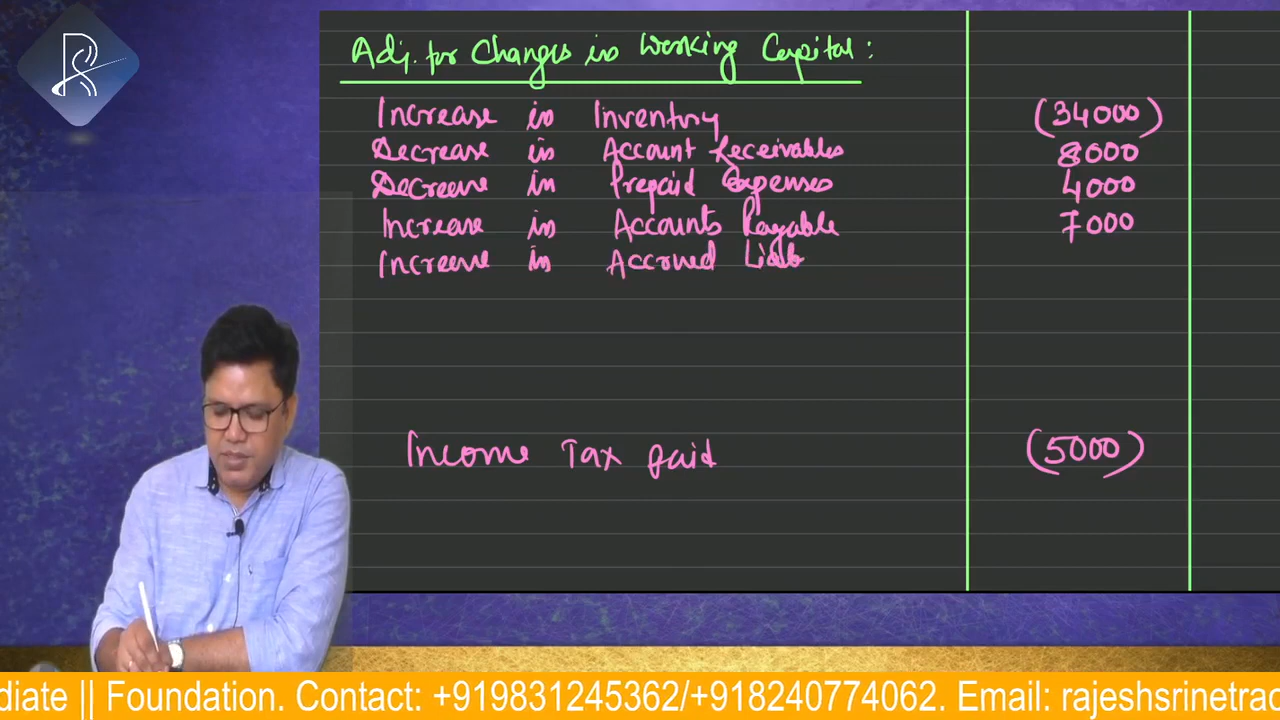 Adj. for Changes in Working Capital :
Increase in Inventory (34000)
Decrease in Account Receivables 8000
Decrease in Prepaid Expenses 4000
Increase in Accounts Payable 7000
Increase in Accrued Liab
Income Tax paid (5000)
diate || Foundation. Contact: +919831245362/+918240774062. Email: rajeshsrinetrac